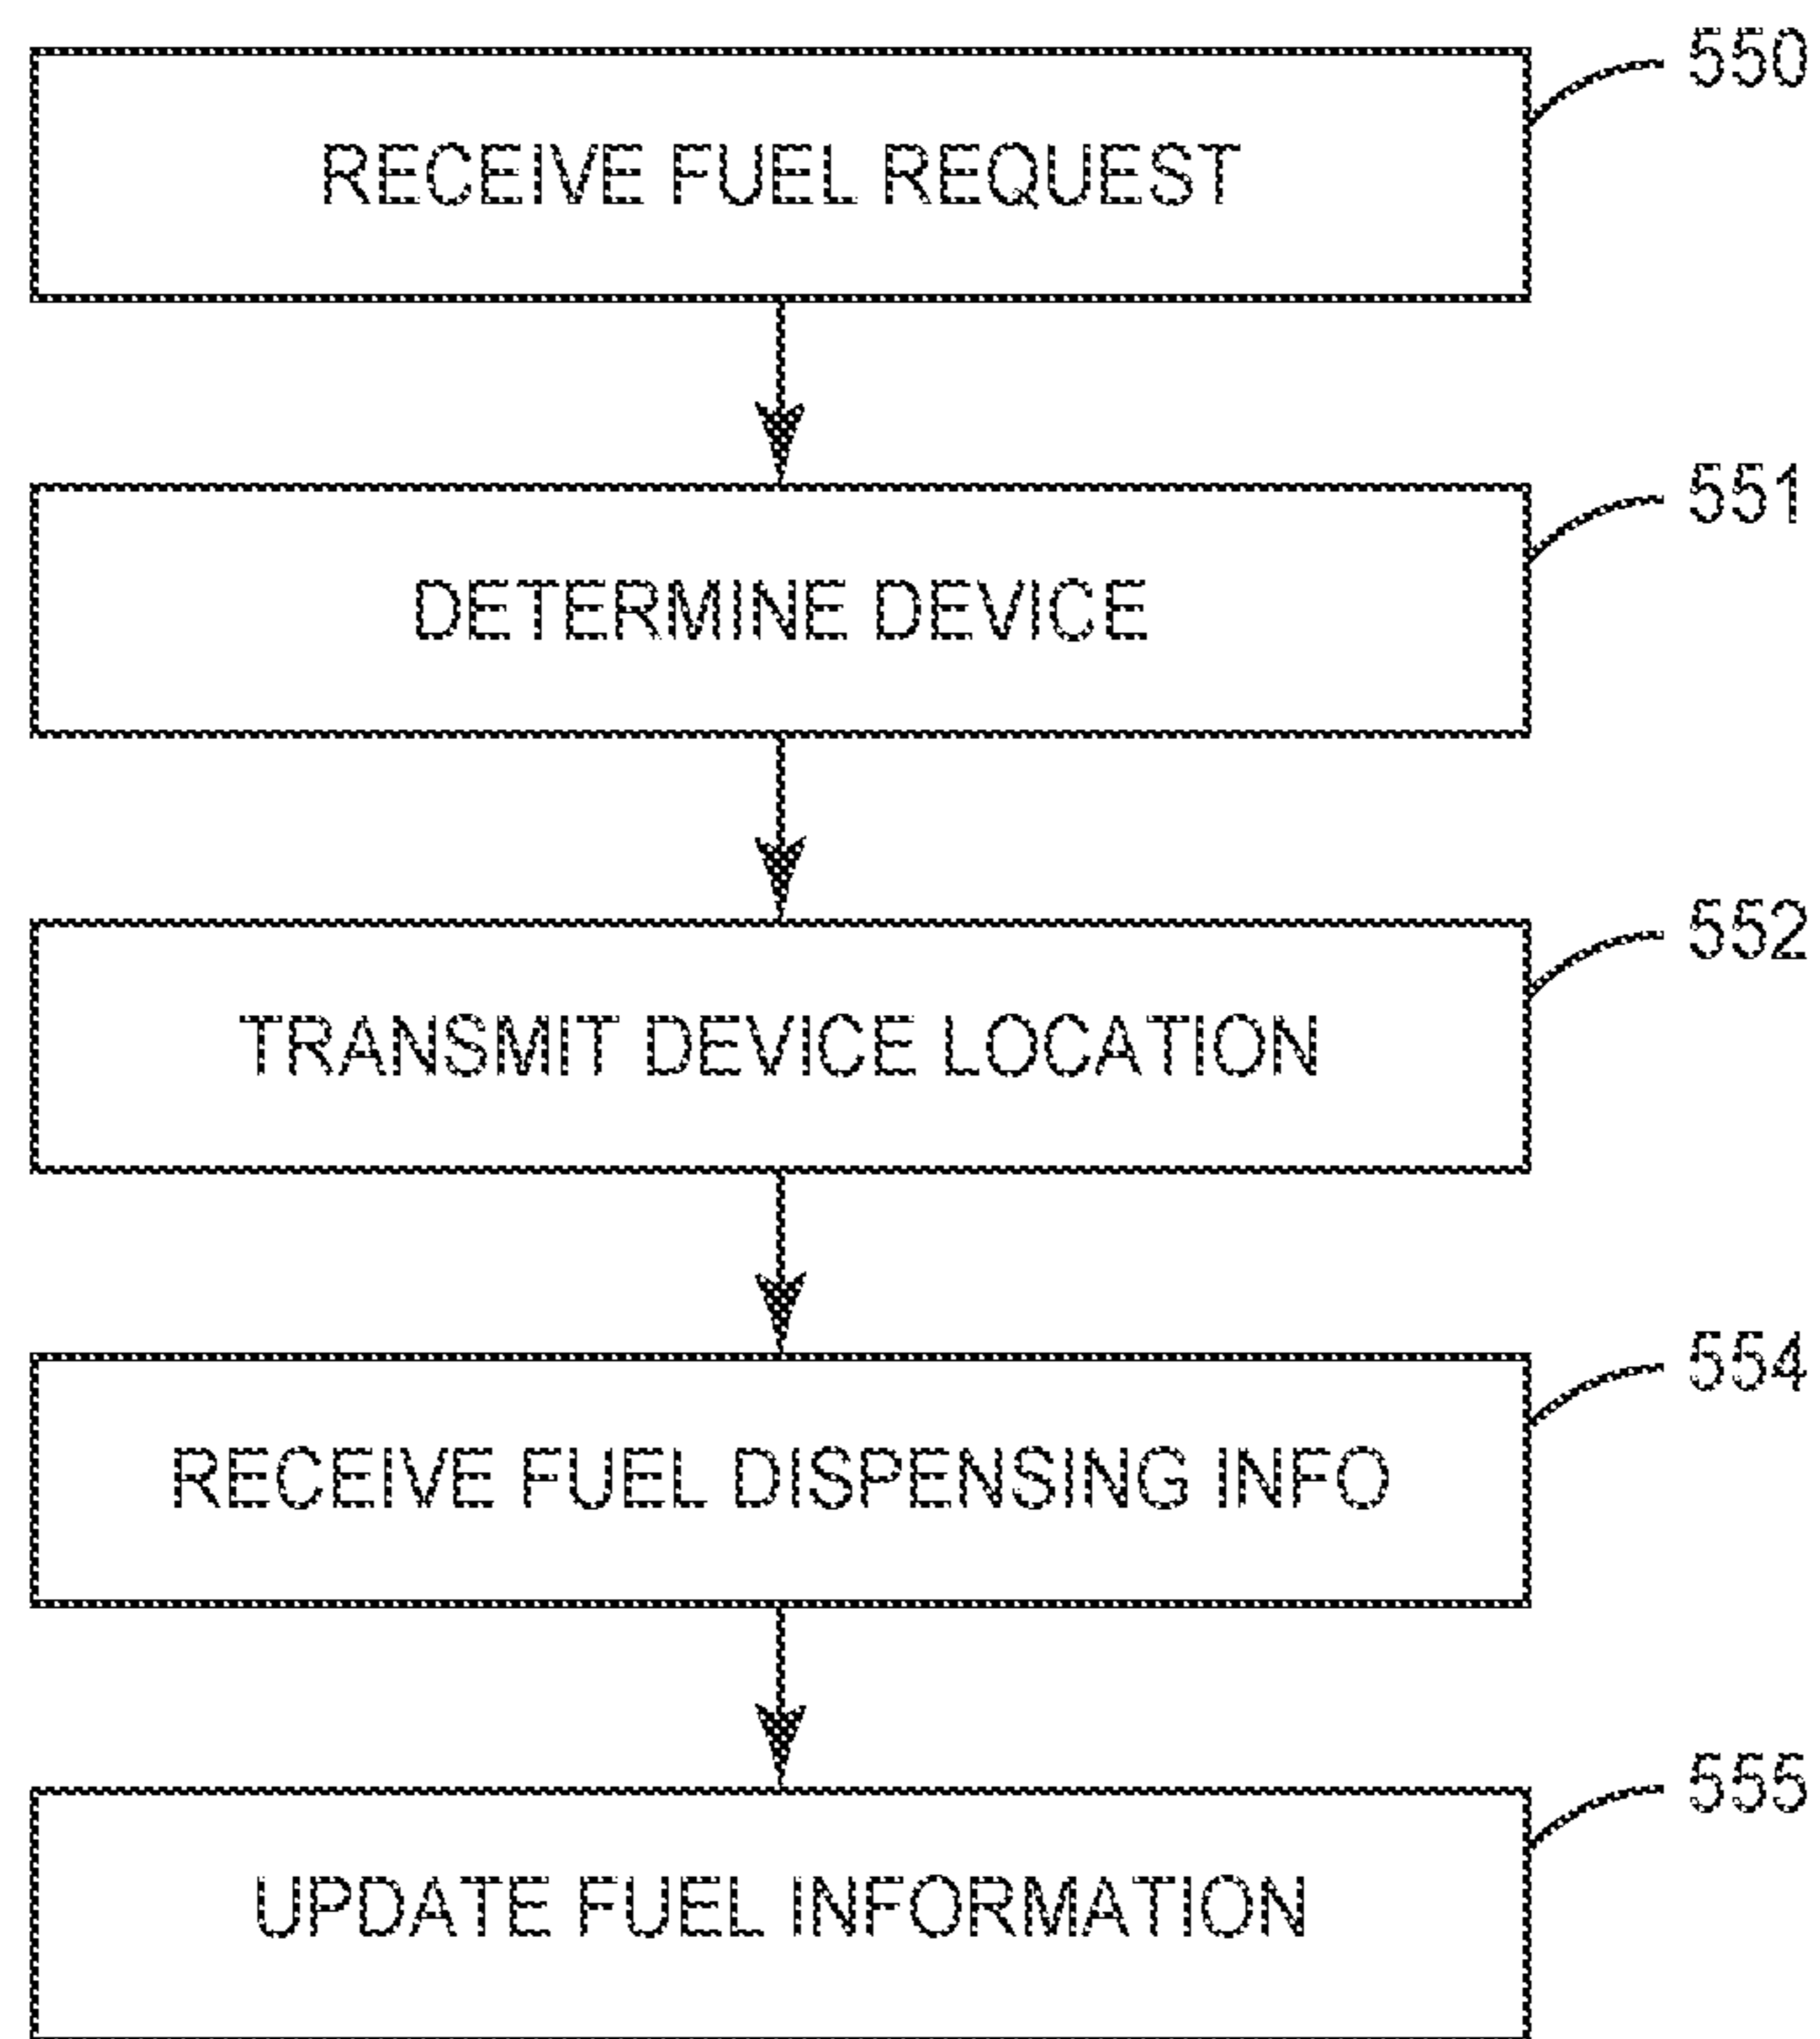 550
RECEIVE FUEL REQUEST
551
DETERMINE DEVICE
552
TRANSMIT DEVICE LOCATION
554
RECEIVE FUEL DISPENSING INFO
555
UPDATE FUEL INFORMATION